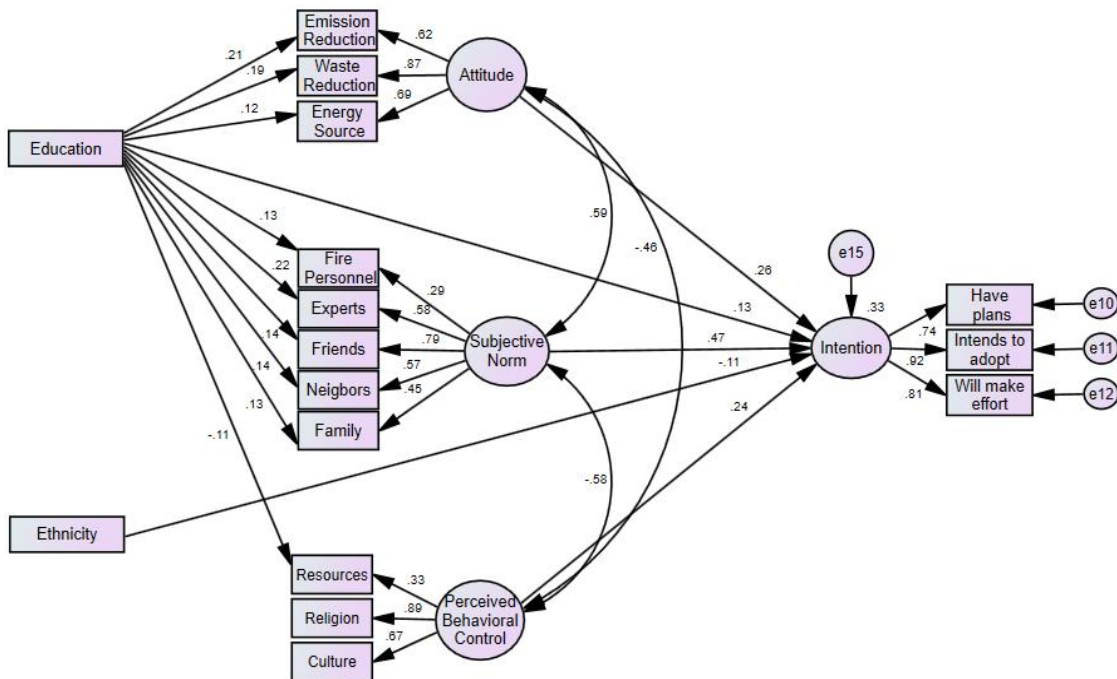 Emission
Reduction
.62
.21
Waste
Reduction
.87
Attitude
.19
.69
.12
Energy
Source
Education
.59
.13
-.46
Fire
Personnel
e15
.22
.29
.26
Experts
.58
.13
.33
Have
plans
e10
.14
Friends
.79
Subjective
Norm
.47
Intention
.74
Intends to
adopt
e11
.14
Neigbors
.57
-.11
.92
.45
Will make
effort
e12
.13
Family
.24
.81
-.11
-.58
Ethnicity
Resources
.33
Perceived
Behavioral
Control
Religion
.89
Culture
.67